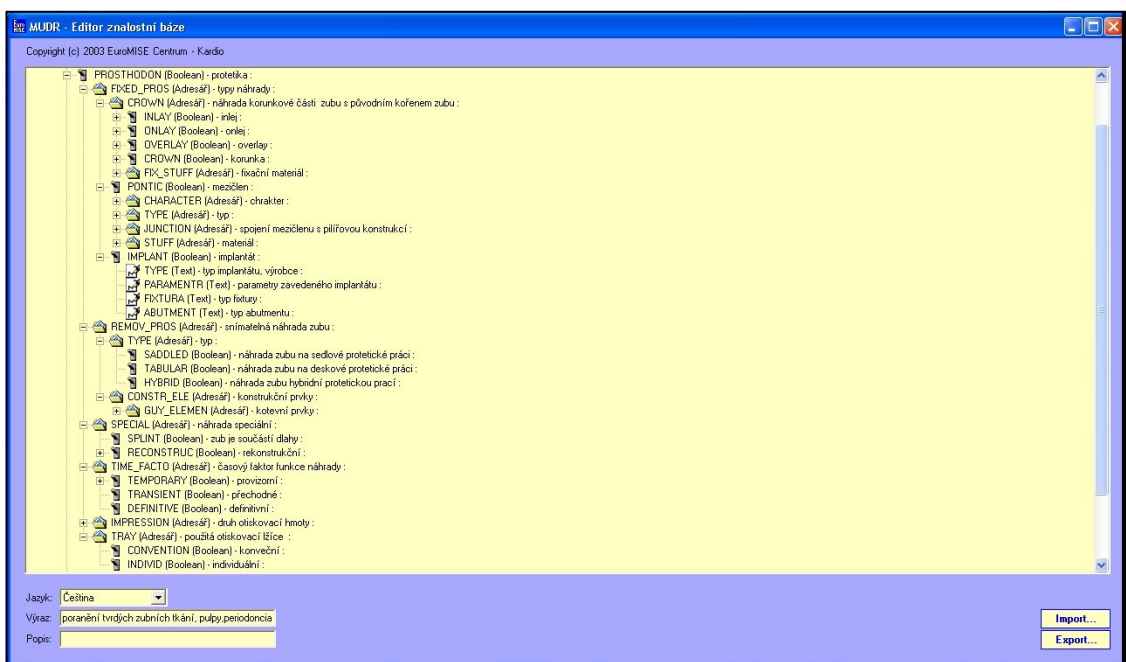 Euro MISE MUDR - Editor znalostní báze
Copyright (c) 2003 EuroMISE Centrum - Kardio
PROSTHODON (Boolean) - protetika :
FIXED_PROS (Adresář) - typy náhrady :
CROWN (Adresář) - náhrada korunkové části zubu s původním kořenem zubu :
INLAY (Boolean) - inlej :
ONLAY (Boolean) - onlej :
OVERLAY (Boolean) - overlay :
CROWN (Boolean) - korunka :
FIX_STUFF (Adresář) - fixační materiál :
PONTIC (Boolean) - mezičlen :
CHARACTER (Adresář) - chrakter :
TYPE (Adresář) - typ :
JUNCTION (Adresář) - spojení mezičlenu s pilířovou konstrukcí :
STUFF (Adresář) - materiál :
IMPLANT (Boolean) - implantát :
TYPE (Text) - typ implantátu, výrobce :
PARAMENTR (Text) - parametry zavedeného implantátu :
FIXTURA (Text) - typ fixtury :
ABUTMENT (Text) - typ abutmentu :
REMOV_PROS (Adresář) - snímatelná náhrada zubu :
TYPE (Adresář) - typ :
SADDLED (Boolean) - náhrada zubu na sedlové protetické práci :
TABULAR (Boolean) - náhrada zubu na deskové protetické práci :
HYBRID (Boolean) - náhrada zubu hybridní protetickou prací :
CONSTR_ELE (Adresář) - konstrukční prvky :
GUY_ELEMEN (Adresář) - kotevní prvky :
SPECIAL (Adresář) - náhrada speciální :
SPLINT (Boolean) - zub je součástí dlahy :
RECONSTRUC (Boolean) - rekonstrukční :
TIME_FACTO (Adresář) - časový faktor funkce náhrady :
TEMPORARY (Boolean) - provizorní :
TRANSIENT (Boolean) - přechodné :
DEFINITIVE (Boolean) - definitivní :
IMPRESSION (Adresář) - druh otiskovací hmoty :
TRAY (Adresář) - použitá otiskovací lžíce :
CONVENTION (Boolean) - konveční :
INDIVID (Boolean) - individuální :
Jazyk: Čeština
Výraz: poranění tvrdých zubních tkání, pulpy,periodoncia
Import...
Popis:
Export...